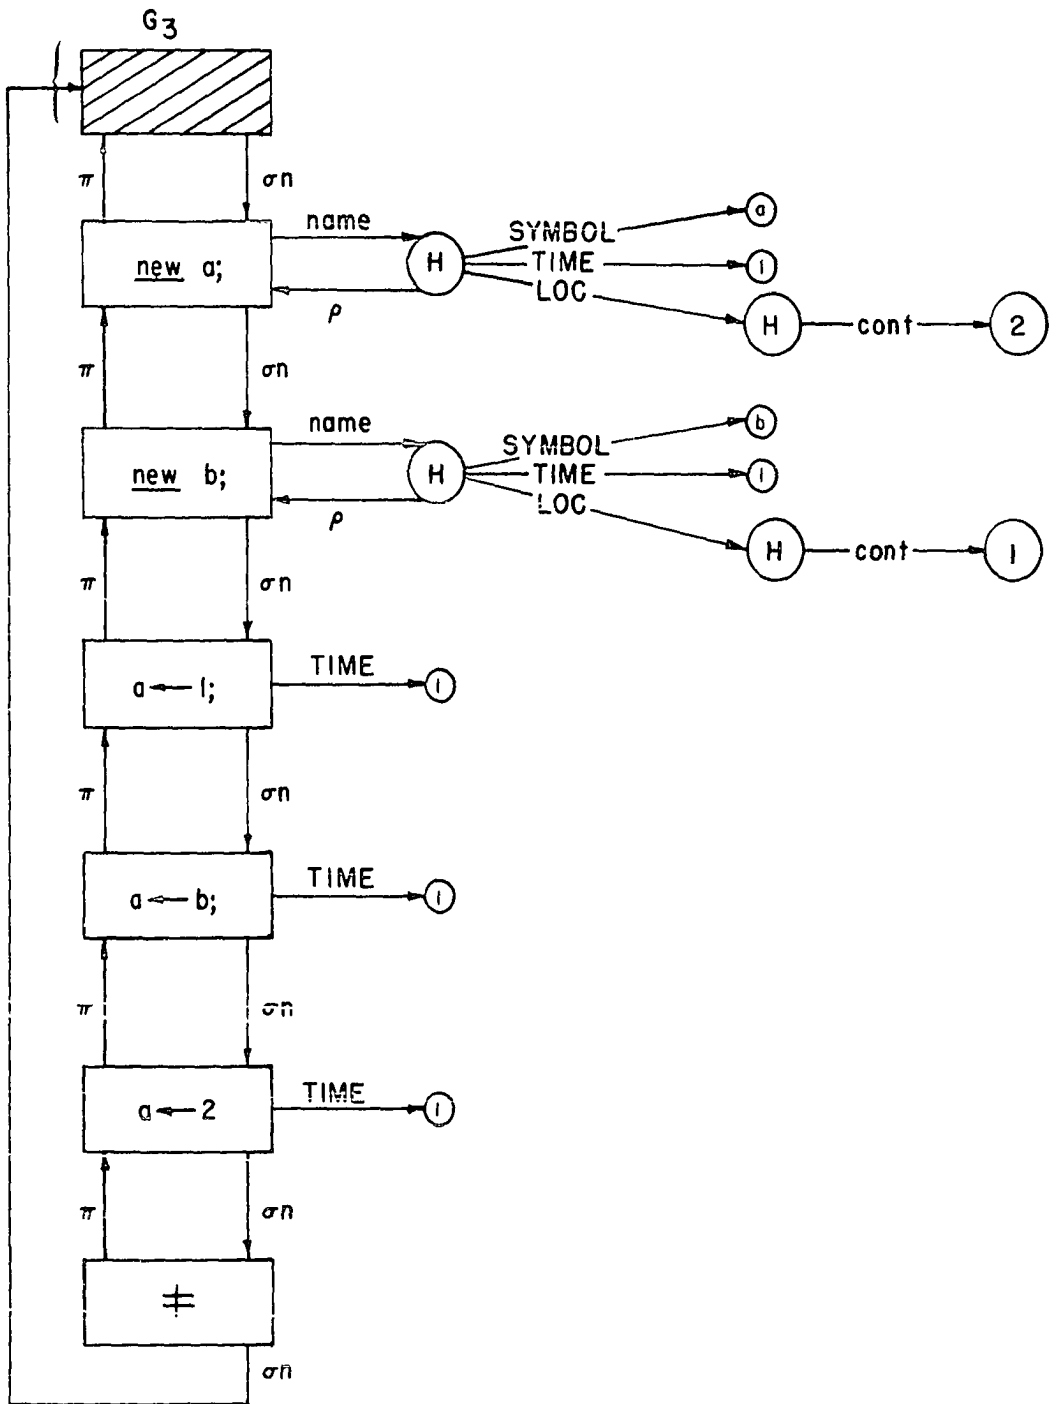 G3
π σn
name
SYMBOL a
new a; H TIME 1
LOC
ρ
H cont 2
π σn
name
b
SYMBOL
new b; H TIME 1
LOC
ρ
H cont 1
π σn
TIME
a ← 1; 1
π σn
TIME
a ← b; 1
π σn
TIME
a ← 2 1
π σn
‡
σn